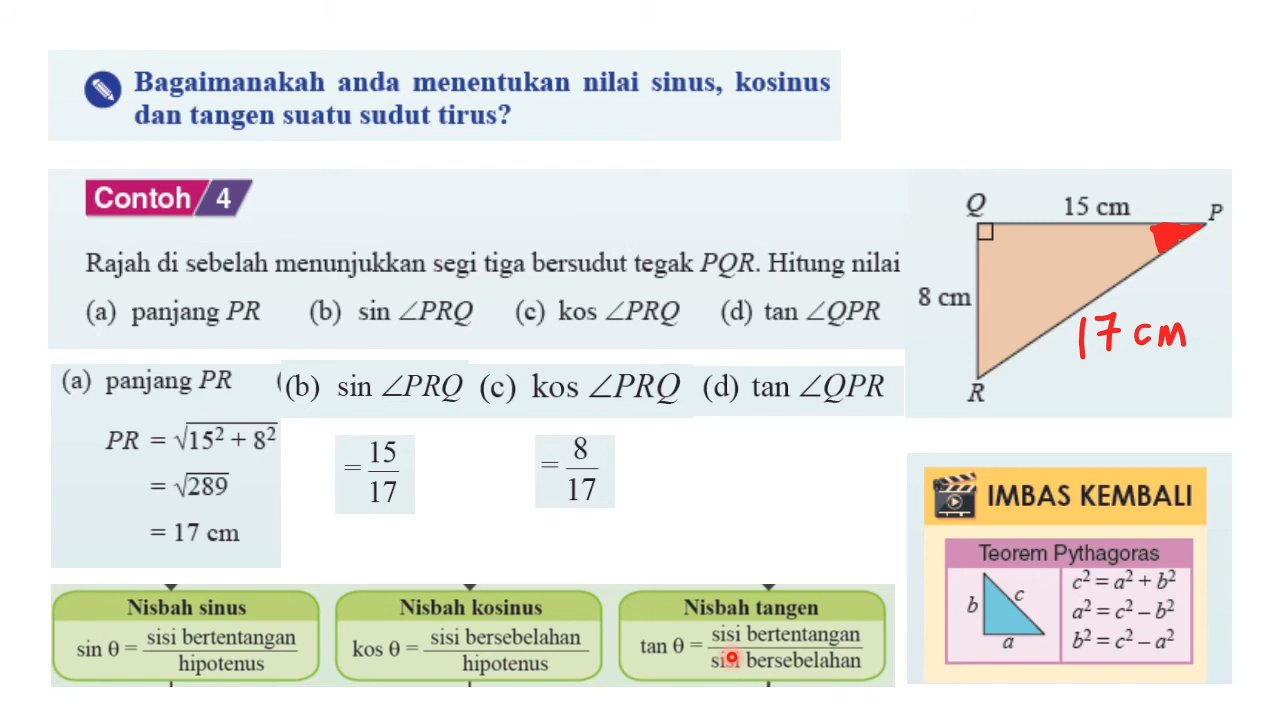 Bagaimanakah anda menentukan nilai sinus, kosinus
dan tangen suatu sudut tirus?
Contoh 4
Rajah di sebelah menunjukkan segi tiga bersudut tegak PQR. Hitung nilai
(a) panjang PR (b) sin ∠PRQ (c) kos ∠PRQ (d) tan ∠QPR
Q 15 cm P
8 cm
17 cm
R
(a) panjang PR (b) sin ∠PRQ (c) kos ∠PRQ (d) tan ∠QPR
PR = √15² + 8²
= √289
= 17 cm
= 15/17
= 8/17
Nisbah sinus
sin θ = sisi bertentangan/hipotenus
Nisbah kosinus
kos θ = sisi bersebelahan/hipotenus
Nisbah tangen
tan θ = sisi bertentangan/sisi bersebelahan
IMBAS KEMBALI
Teorem Pythagoras
b c a
c² = a² + b²
a² = c² – b²
b² = c² – a²